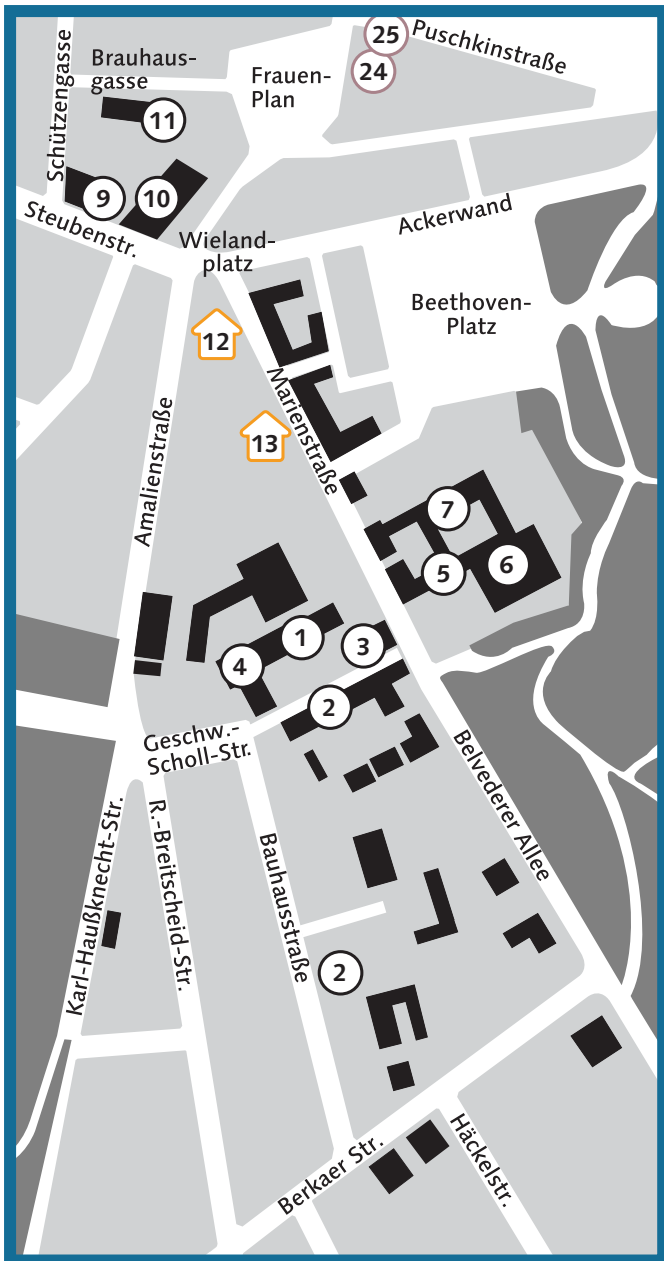 25
Puschkinstraße
24
Schützengasse
Brauhaus-
gasse
Frauen-
Plan
11
9
10
Steubenstr.
Wieland-
platz
Ackerwand
Beethoven-
Platz
12
Marienstraße
13
Amalienstraße
7
6
5
1
3
4
2
Geschw.-
Scholl-Str.
Belvederer Allee
Karl-Haußknecht-Str.
R.-Breitscheid-Str.
Bauhausstraße
2
Berkaer Str.
Häckelstr.